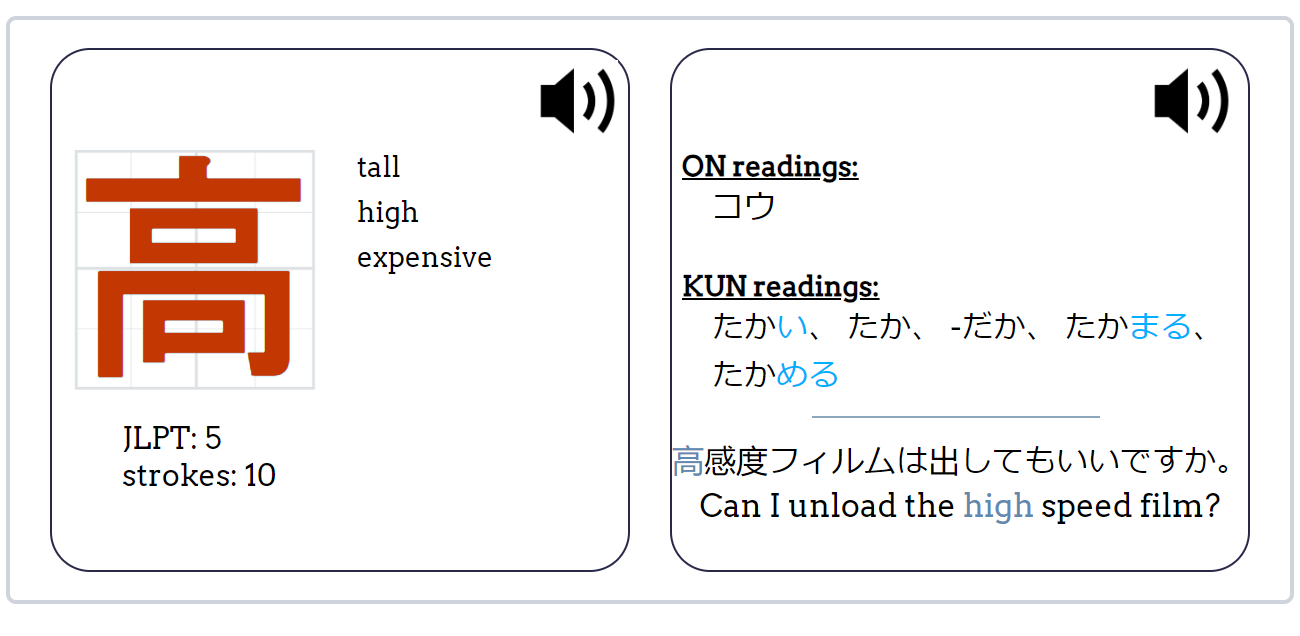 高
tall
high
expensive
JLPT: 5
strokes: 10
ON readings:
コウ
KUN readings:
たかい、 たか、 -だか、 たかまる、
たかめる
高感度フィルムは出してもいいですか。
Can I unload the high speed film?